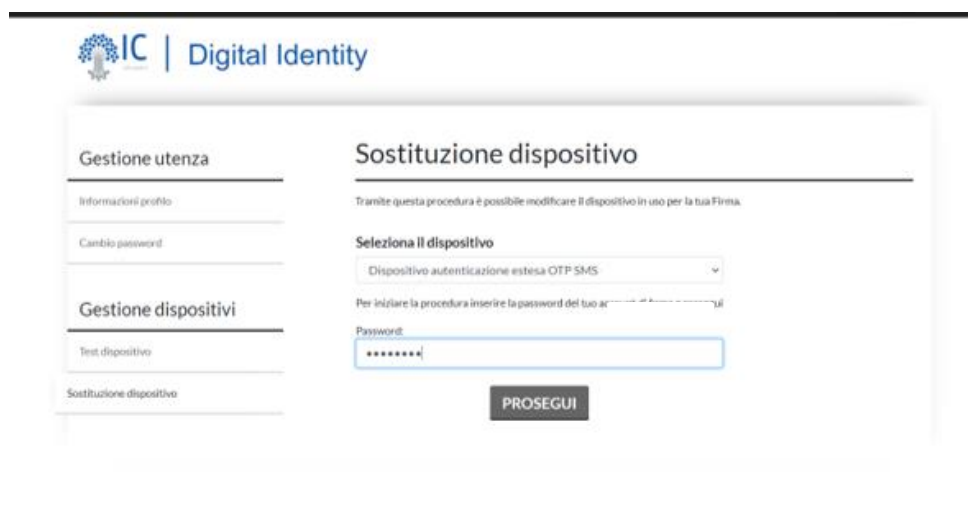 IC | Digital Identity
Gestione utenza
Informazioni profilo
Cambio password
Gestione dispositivi
Test dispositivo
Sostituzione dispositivo
Sostituzione dispositivo
Tramite questa procedura è possibile modificare il dispositivo in uso per la tua Firma.
Seleziona il dispositivo
Dispositivo autenticazione estesa OTP SMS
Per iniziare la procedura inserire la password del tuo
Password:
••••••••
PROSEGUI